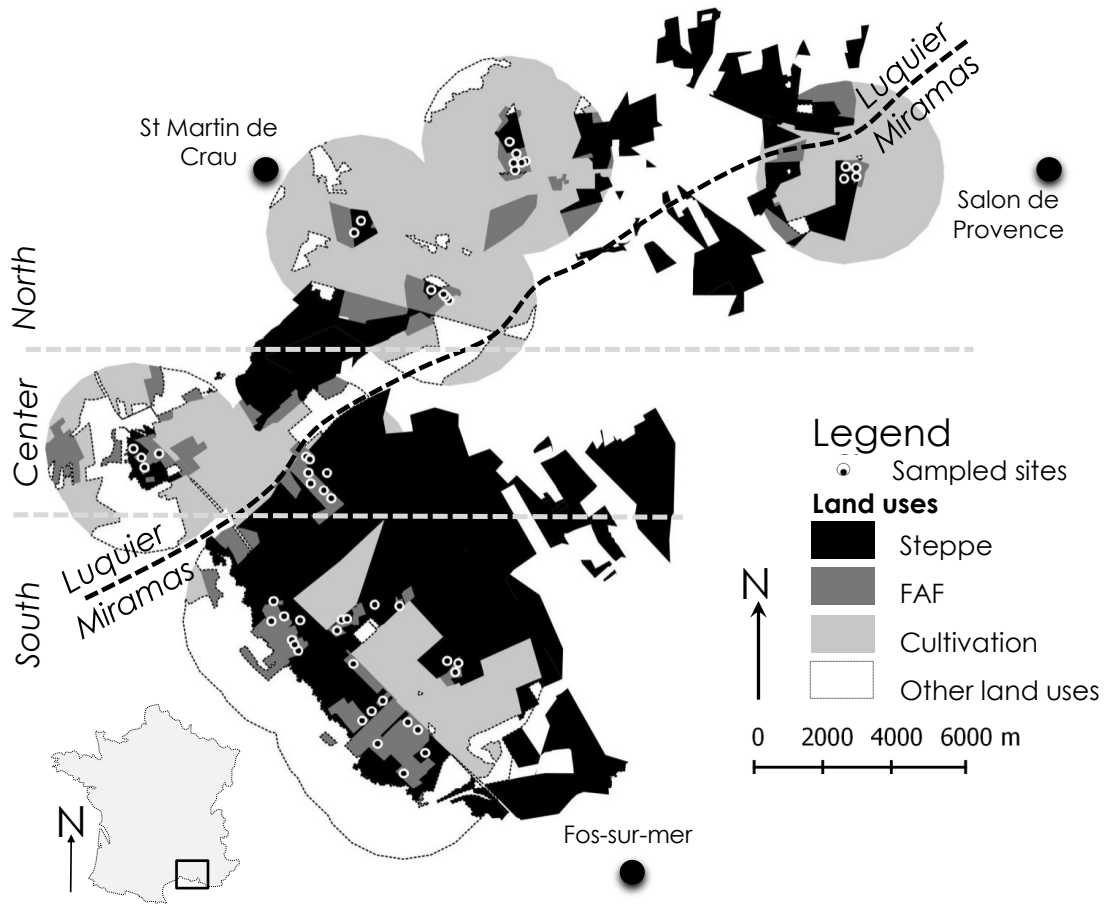 Luquier
Miramas
St Martin de
Crau
Salon de
Provence
North
Center
South
Legend
Sampled sites
Land uses
Steppe
FAF
Cultivation
Other land uses
Luquier
Miramas
N
0 2000 4000 6000 m
N
Fos-sur-mer